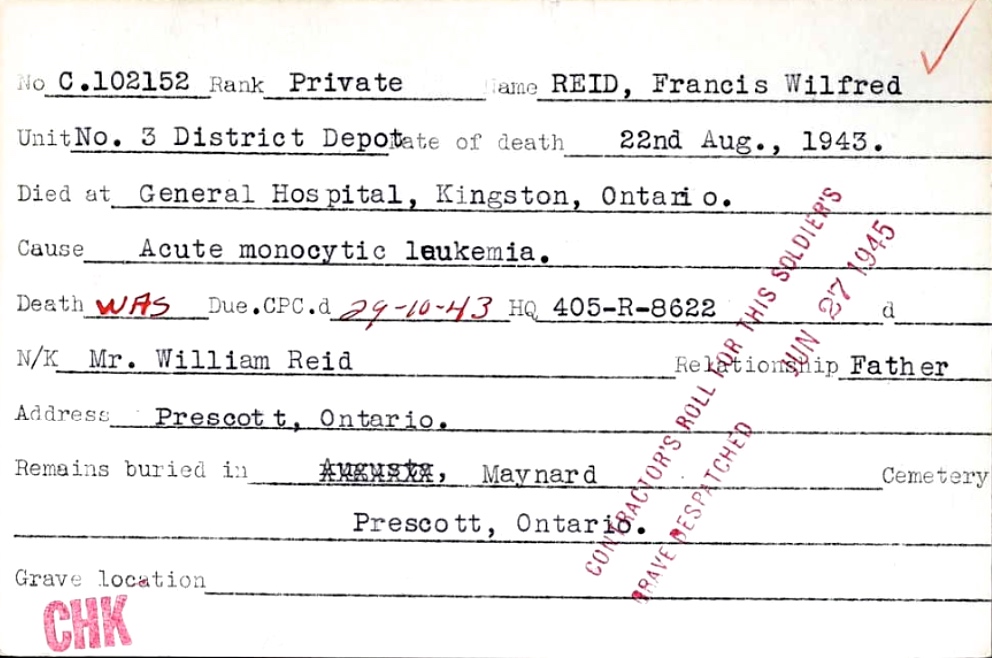 No C.102152 Rank Private Name REID, Francis Wilfred
Unit No. 3 District Depot Date of death 22nd Aug., 1943.
Died at General Hospital, Kingston, Ontario.
Cause Acute monocytic leukemia.
Death WAS Due.CPC.d 29-10-43 HQ 405-R-8622 d
N/K Mr. William Reid Relationship Father
Address Prescott, Ontario.
Remains buried in Augusta, Maynard Cemetery
Prescott, Ontario.
Grave location
CONTRACTOR'S ROLL FOR THIS SOLDIER'S
GRAVE DESPATCHED JUN 27 1945
CHK